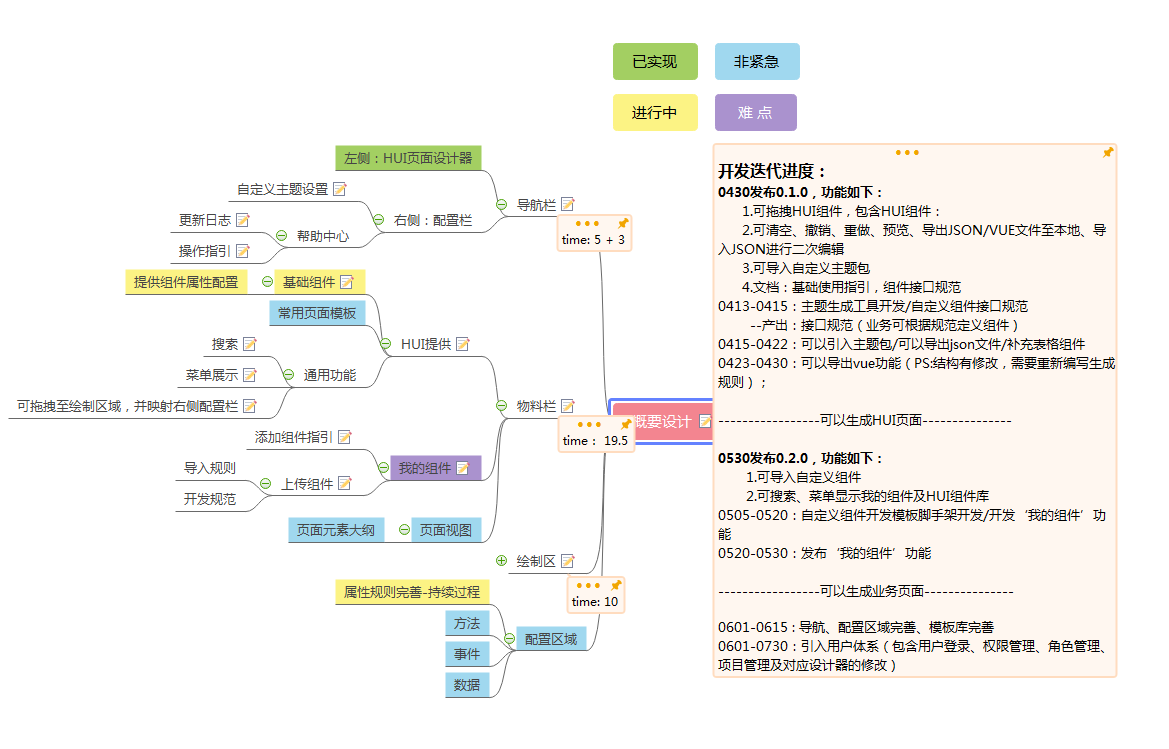 已实现
非紧急
进行中
难 点
左侧：HUI页面设计器
自定义主题设置
更新日志
操作指引
帮助中心
右侧：配置栏
导航栏
time: 5 + 3
提供组件属性配置
基础组件
常用页面模板
搜索
菜单展示
可拖拽至绘制区域，并映射右侧配置栏
通用功能
HUI提供
物料栏
time： 19.5
添加组件指引
导入规则
开发规范
上传组件
我的组件
页面元素大纲
页面视图
绘制区
time: 10
属性规则完善-持续过程
方法
事件
数据
配置区域
概要设计
开发迭代进度：
0430发布0.1.0，功能如下：
1.可拖拽HUI组件，包含HUI组件：
2.可清空、撤销、重做、预览、导出JSON/VUE文件至本地、导
入JSON进行二次编辑
3.可导入自定义主题包
4.文档：基础使用指引，组件接口规范
0413-0415：主题生成工具开发/自定义组件接口规范
--产出：接口规范（业务可根据规范定义组件）
0415-0422：可以引入主题包/可以导出json文件/补充表格组件
0423-0430：可以导出vue功能（PS:结构有修改，需要重新编写生成
规则）；
-----------------可以生成HUI页面---------------
0530发布0.2.0，功能如下：
1.可导入自定义组件
2.可搜索、菜单显示我的组件及HUI组件库
0505-0520：自定义组件开发模板脚手架开发/开发‘我的组件’功
能
0520-0530：发布‘我的组件’功能
-----------------可以生成业务页面---------------
0601-0615：导航、配置区域完善、模板库完善
0601-0730：引入用户体系（包含用户登录、权限管理、角色管理、
项目管理及对应设计器的修改）